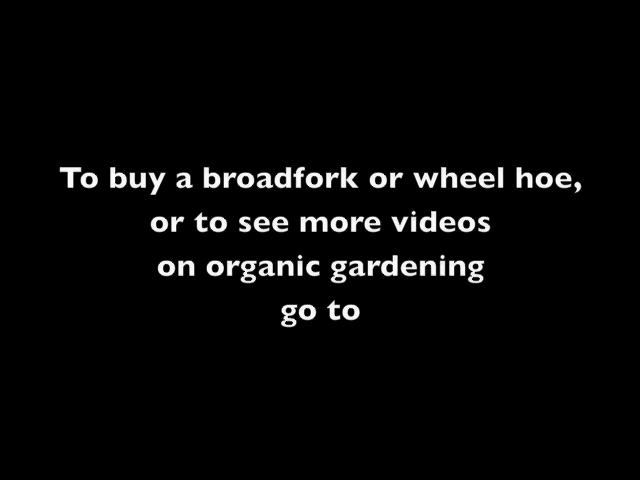 To buy a broadfork or wheel hoe,
or to see more videos
on organic gardening
go to